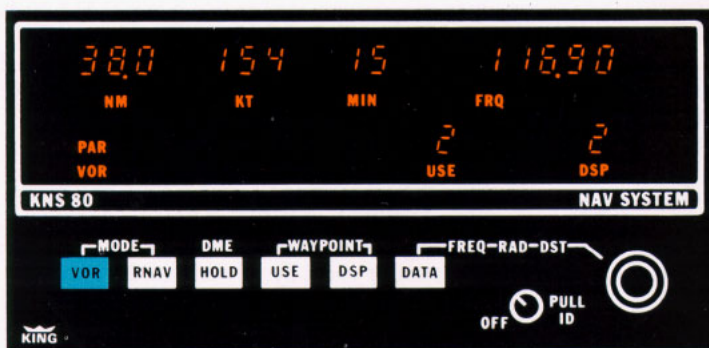 38.0 154 15 116.90
NM KT MIN FRQ
PAR 2 2
VOR USE DSP
KNS 80 NAV SYSTEM
MODE DME WAYPOINT FREQ-RAD-DST
VOR RNAV HOLD USE DSP DATA
OFF PULL ID
KING